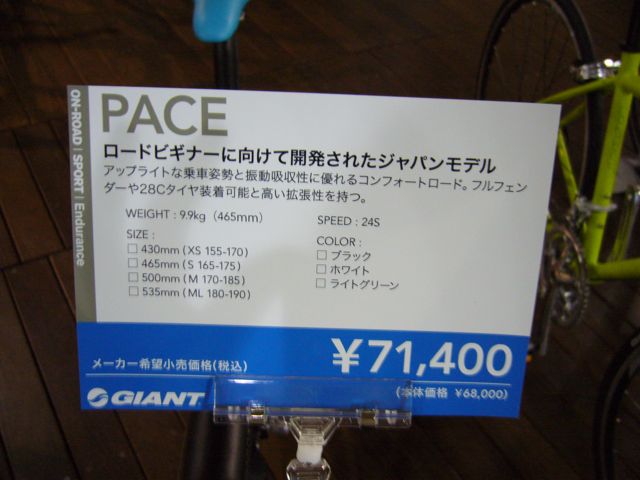 ON-ROAD | SPORT | Endurance
PACE
ロードビギナーに向けて開発されたジャパンモデル
アップライトな乗車姿勢と振動吸収性に優れるコンフォートロード。フルフェン
ダーや28Cタイヤ装着可能と高い拡張性を持つ。
WEIGHT : 9.9kg（465mm）
SPEED : 24S
SIZE :
□ 430mm ( XS 155-170)
□ 465mm ( S 165-175)
□ 500mm ( M 170-185)
□ 535mm ( ML 180-190)
COLOR :
□ ブラック
□ ホワイト
□ ライトグリーン
メーカー希望小売価格(税込)
¥71,400
GIANT
(本体価格 ¥68,000)